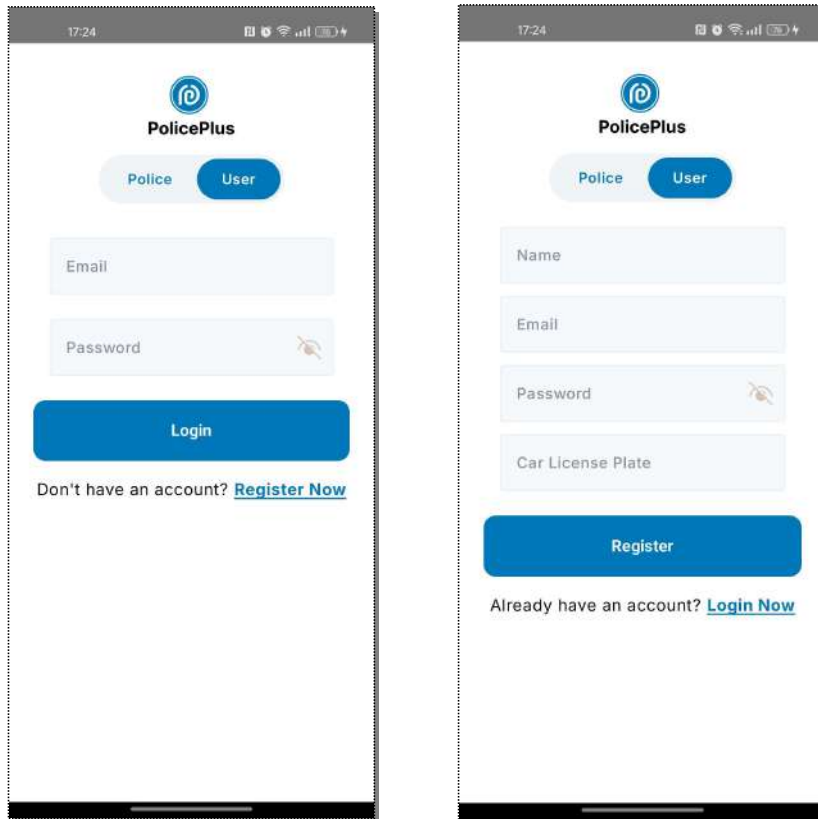 17:24
PolicePlus
Police User
Email
Password
Login
Don't have an account? Register Now
17:24
PolicePlus
Police User
Name
Email
Password
Car License Plate
Register
Already have an account? Login Now